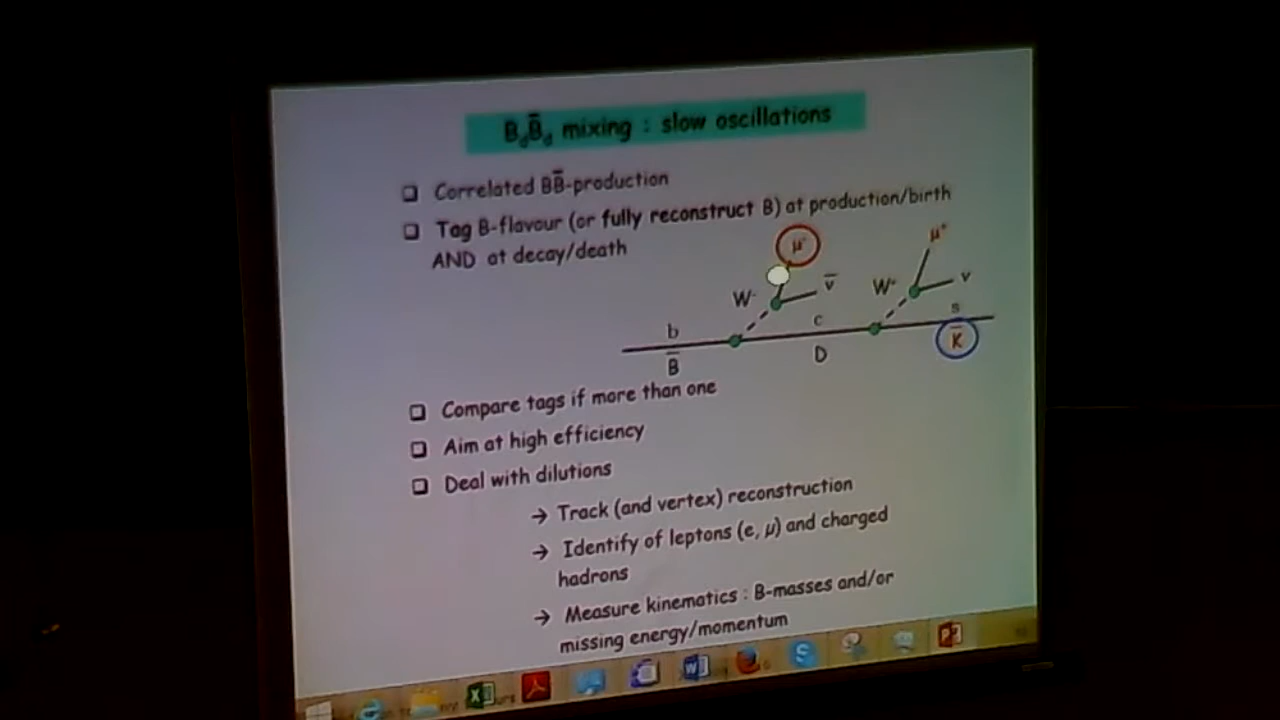 B_d B̄_d mixing : slow oscillations
❑ Correlated BB̄-production
❑ Tag B-flavour (or fully reconstruct B) at production/birth
AND at decay/death
μ⁻ μ⁺
W⁻ ν̄ W⁺ ν
b c s
B̄ D K̄
❑ Compare tags if more than one
❑ Aim at high efficiency
❑ Deal with dilutions
→ Track (and vertex) reconstruction
→ Identify of leptons (e, μ) and charged
hadrons
→ Measure kinematics : B-masses and/or
missing energy/momentum